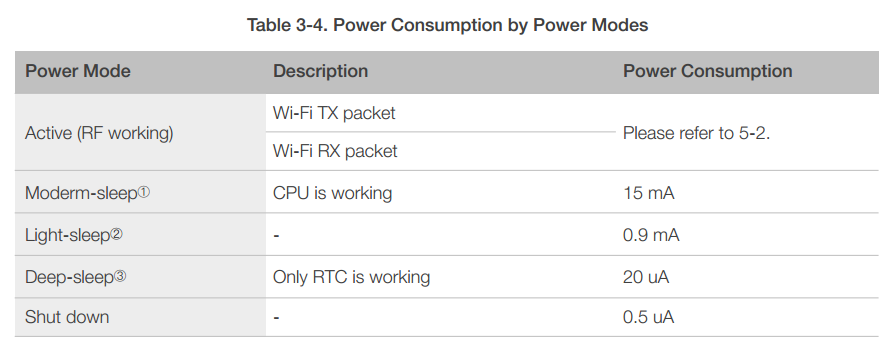 Table 3-4. Power Consumption by Power Modes
Power Mode Description Power Consumption
Active (RF working) Wi-Fi TX packet Please refer to 5-2.
Wi-Fi RX packet
Moderm-sleep① CPU is working 15 mA
Light-sleep② - 0.9 mA
Deep-sleep③ Only RTC is working 20 uA
Shut down - 0.5 uA